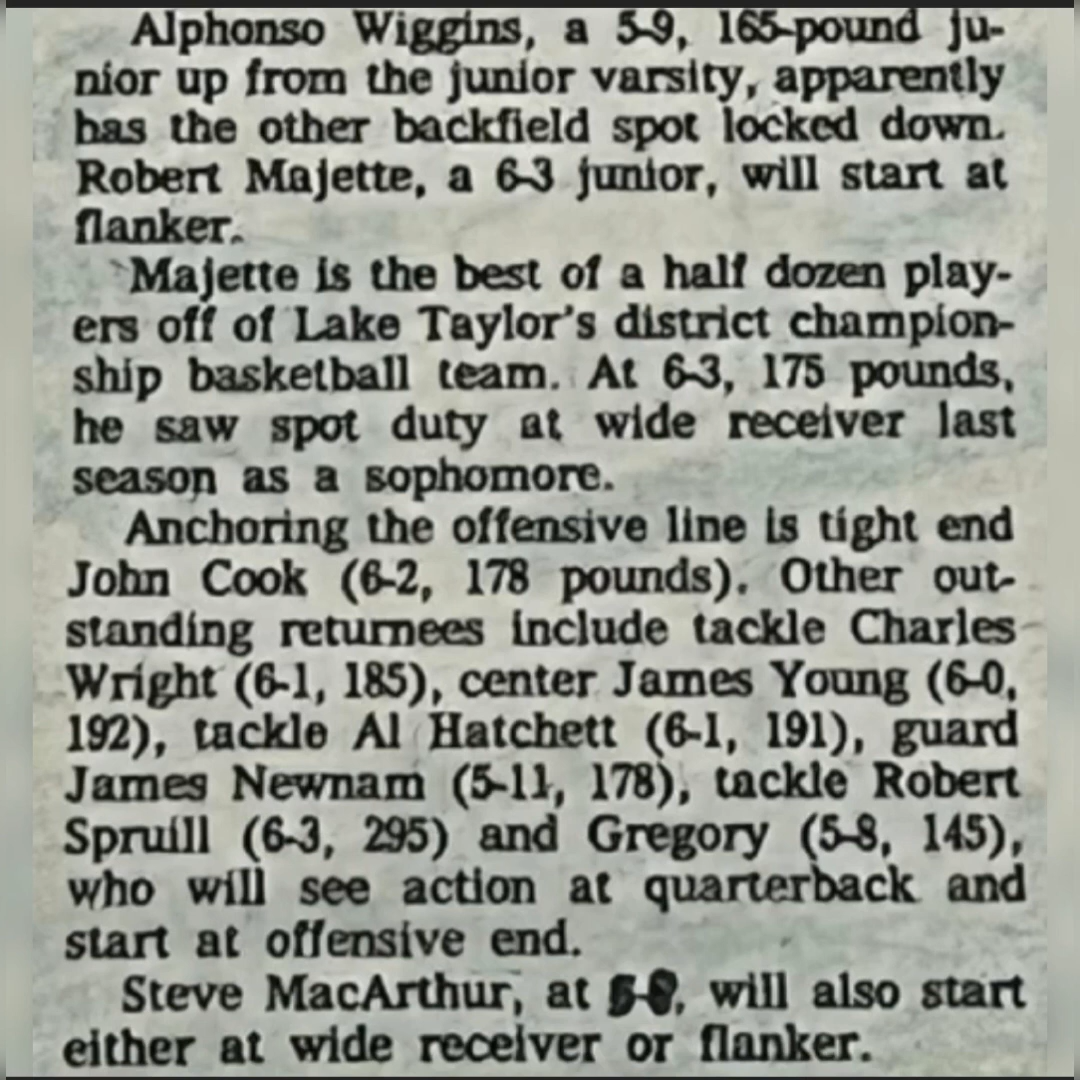 Alphonso Wiggins, a 5-9, 165-pound ju-
nior up from the junior varsity, apparently
has the other backfield spot locked down.
Robert Majette, a 6-3 junior, will start at
flanker.
Majette is the best of a half dozen play-
ers off of Lake Taylor's district champion-
ship basketball team. At 6-3, 175 pounds,
he saw spot duty at wide receiver last
season as a sophomore.
Anchoring the offensive line is tight end
John Cook (6-2, 178 pounds). Other out-
standing returnees include tackle Charles
Wright (6-1, 185), center James Young (6-0,
192), tackle Al Hatchett (6-1, 191), guard
James Newnam (5-11, 178), tackle Robert
Spruill (6-3, 295) and Gregory (5-8, 145),
who will see action at quarterback and
start at offensive end.
Steve MacArthur, at will also start
either at wide receiver or flanker.